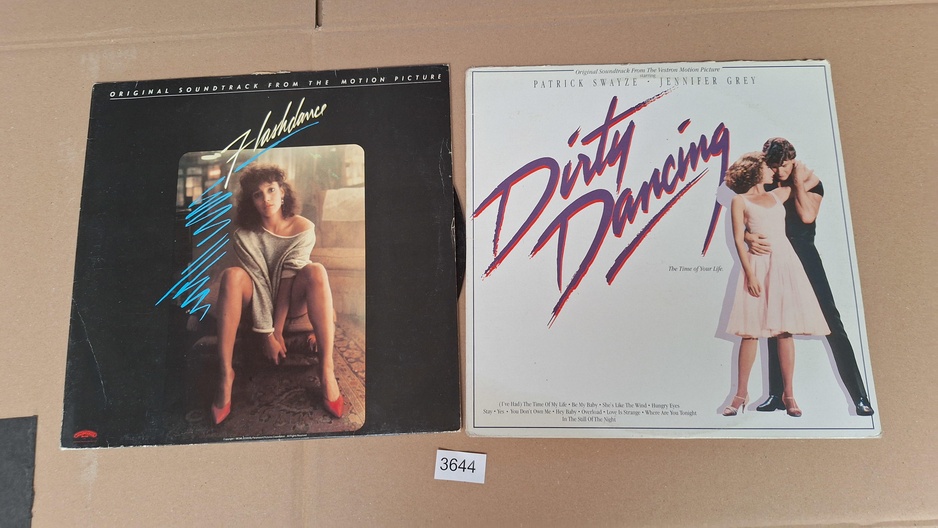 ORIGINAL SOUNDTRACK FROM THE MOTION PICTURE
Flashdance
Original Soundtrack From The Vestron Motion Picture
starring
PATRICK SWAYZE • JENNIFER GREY
Dirty
Dancing
The Time of Your Life
(I've Had) The Time Of My Life • Be My Baby • She's Like The Wind • Hungry Eyes
Stay • Yes • You Don't Own Me • Hey Baby • Overload • Love Is Strange • Where Are You Tonight
In The Still Of The Night
3644